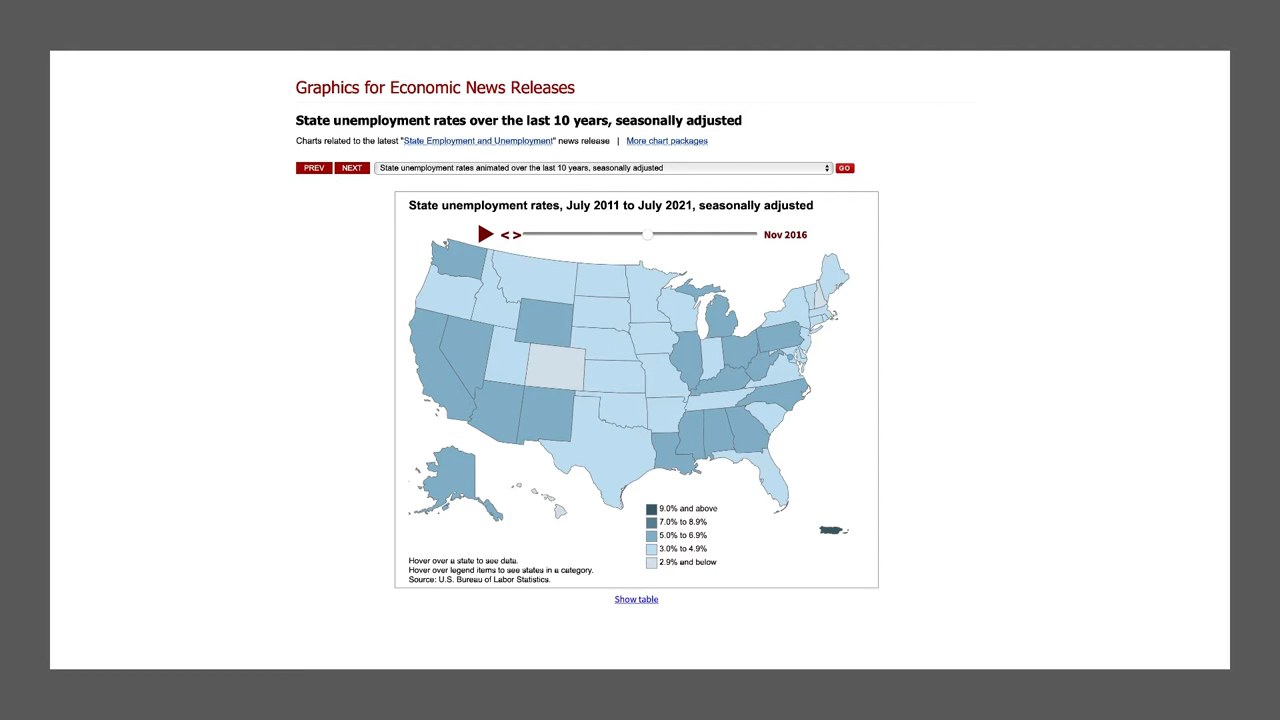 Graphics for Economic News Releases
State unemployment rates over the last 10 years, seasonally adjusted
Charts related to the latest "State Employment and Unemployment" news release | More chart packages
PREV NEXT State unemployment rates animated over the last 10 years, seasonally adjusted GO
State unemployment rates, July 2011 to July 2021, seasonally adjusted
< > Nov 2016
9.0% and above
7.0% to 8.9%
5.0% to 6.9%
3.0% to 4.9%
2.9% and below
Hover over a state to see data.
Hover over legend items to see states in a category.
Source: U.S. Bureau of Labor Statistics.
Show table